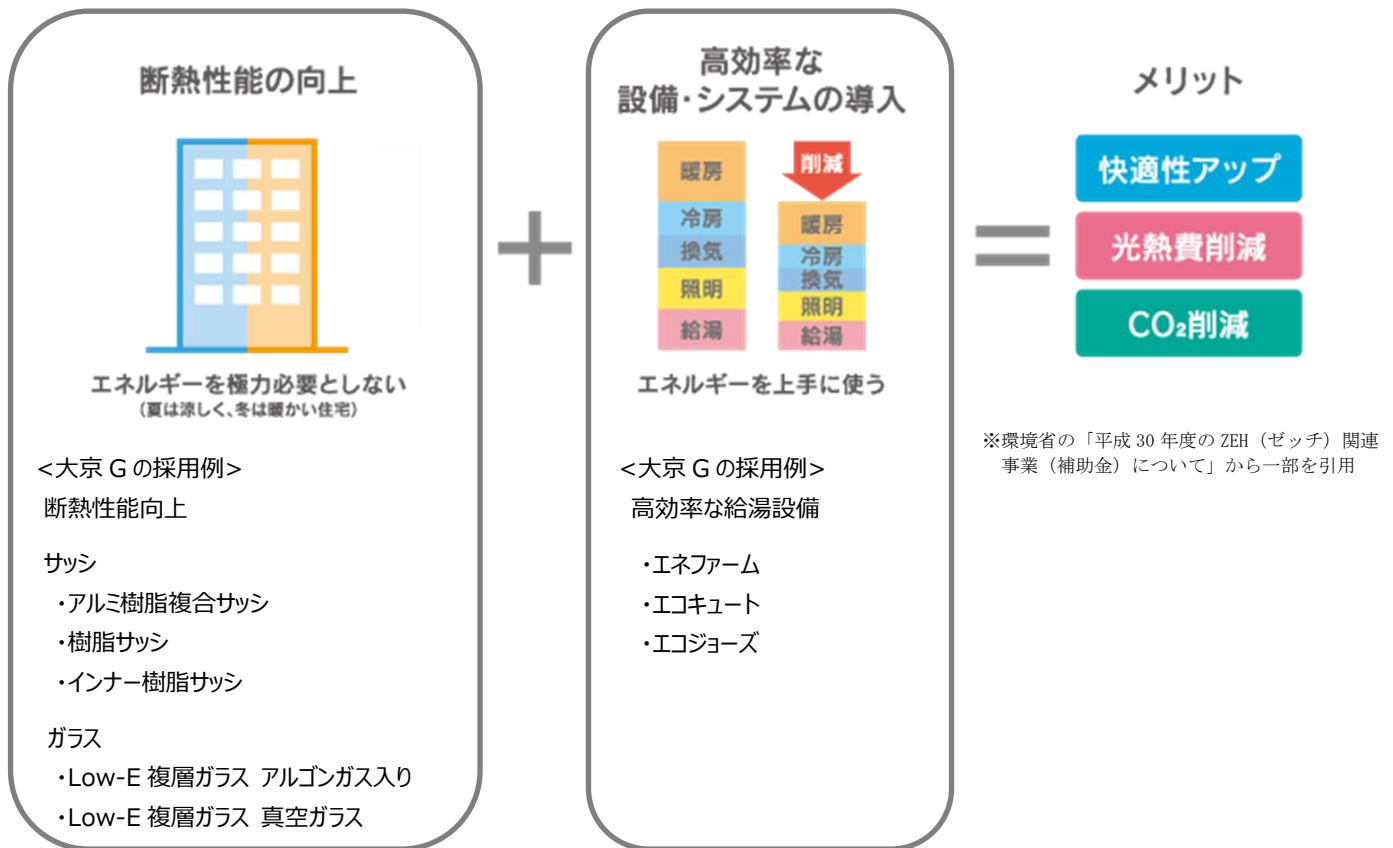 断熱性能の向上
エネルギーを極力必要としない
(夏は涼しく、冬は暖かい住宅)
<大京 G の採用例>
断熱性能向上
サッシ
・アルミ樹脂複合サッシ
・樹脂サッシ
・インナー樹脂サッシ
ガラス
・Low-E 複層ガラス アルゴンガス入り
・Low-E 複層ガラス 真空ガラス
+
高効率な
設備・システムの導入
暖房
冷房
換気
照明
給湯
削減
暖房
冷房
換気
照明
給湯
エネルギーを上手に使う
<大京 G の採用例>
高効率な給湯設備
・エネファーム
・エコキュート
・エコジョーズ
=
メリット
快適性アップ
光熱費削減
CO₂削減
※環境省の「平成 30 年度の ZEH（ゼッチ）関連
事業（補助金）について」から一部を引用